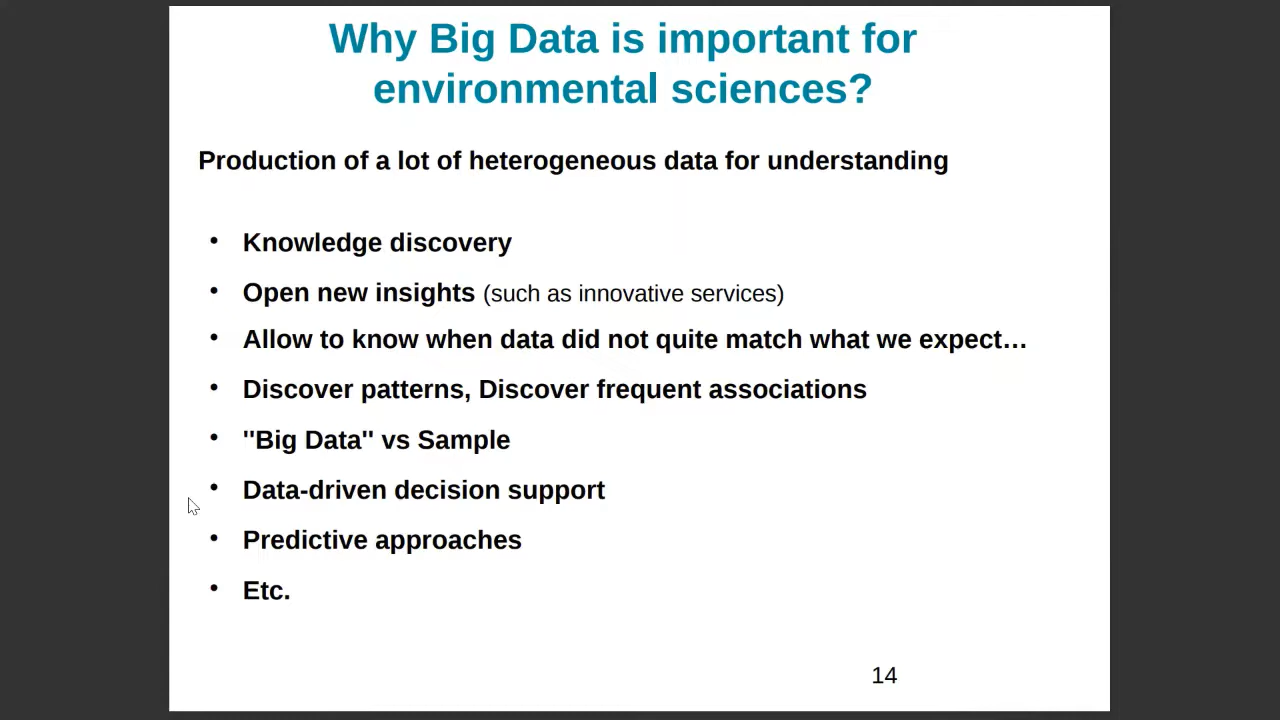 Why Big Data is important for
environmental sciences?
Production of a lot of heterogeneous data for understanding
• Knowledge discovery
• Open new insights (such as innovative services)
• Allow to know when data did not quite match what we expect…
• Discover patterns, Discover frequent associations
• "Big Data" vs Sample
• Data-driven decision support
• Predictive approaches
• Etc.
14